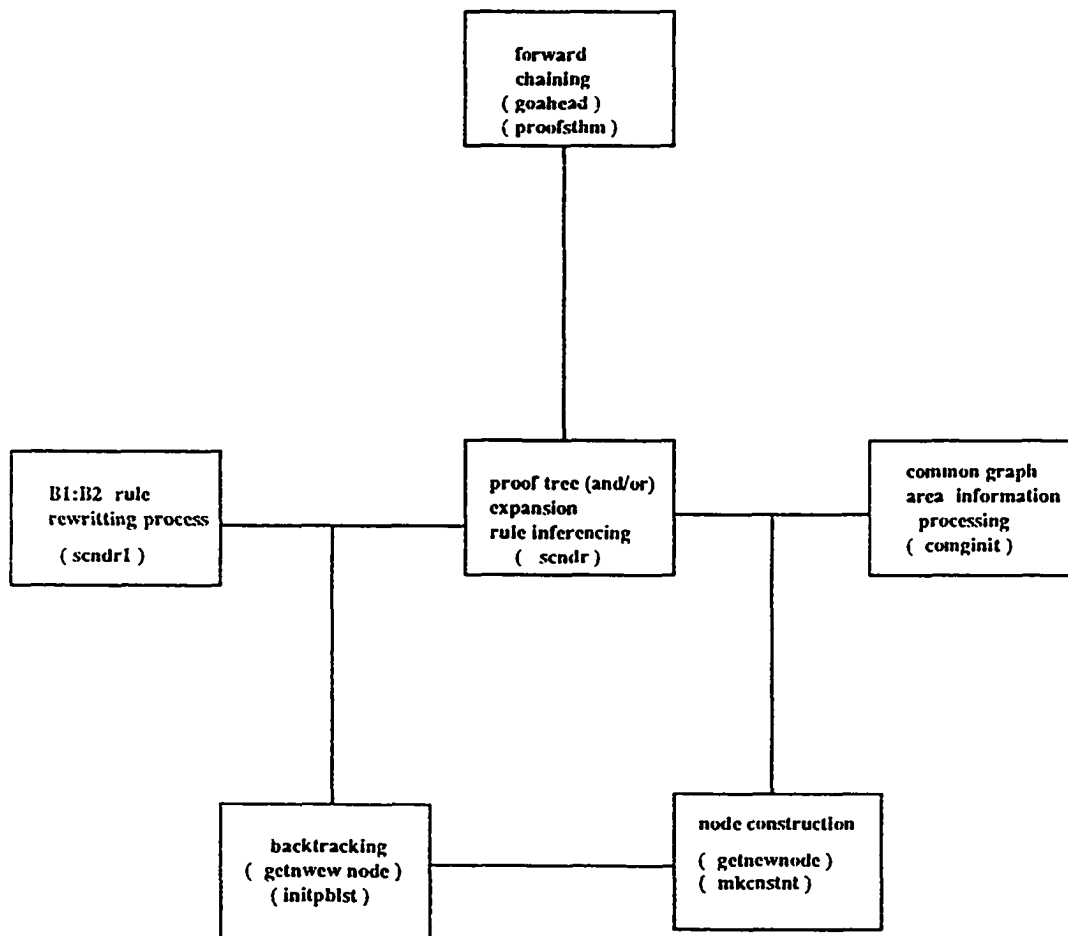 forward
chaining
( goahead )
( proofsthm )
B1:B2 rule
rewritting process
( scndr1 )
proof tree (and/or)
expansion
rule inferencing
( scndr )
common graph
area information
processing
( comginit )
backtracking
( getnwew node )
( initpblst )
node construction
( getnewnode )
( mkcnstnt )